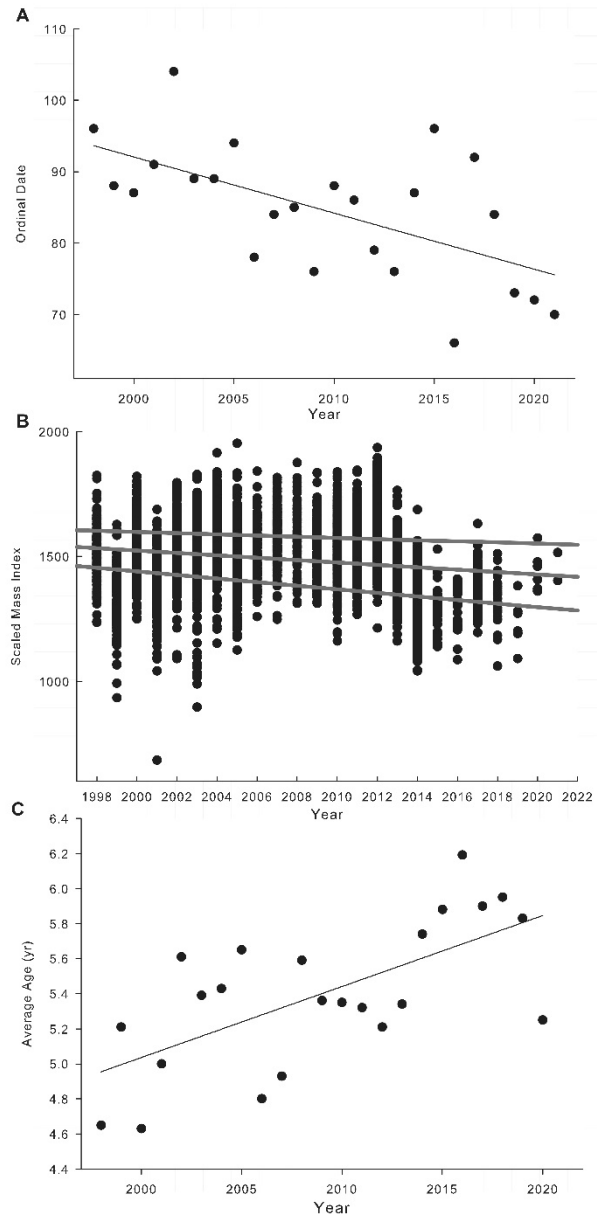 A
110
100
90
80
70
Ordinal Date
2000 2005 2010 2015 2020
Year
B
2000
1500
1000
Scaled Mass Index
1998 2000 2002 2004 2006 2008 2010 2012 2014 2016 2018 2020 2022
Year
C
6.4
6.2
6.0
5.8
5.6
5.4
5.2
5.0
4.8
4.6
4.4
Average Age (yr)
2000 2005 2010 2015 2020
Year